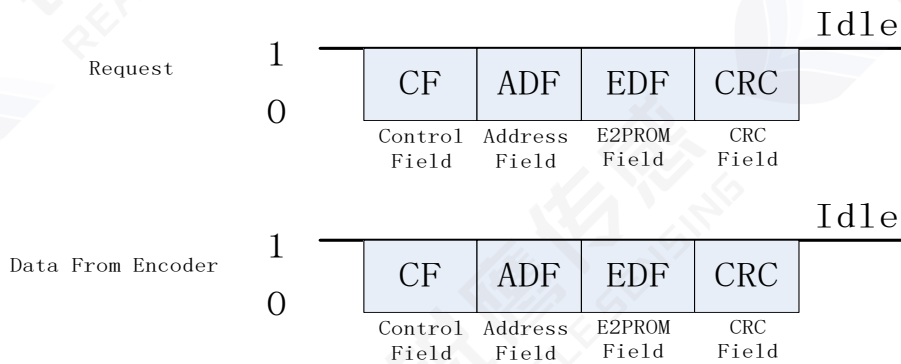 Idle
Request
1
0
CF ADF EDF CRC
Control Address E2PROM CRC
Field Field Field Field
Idle
Data From Encoder
1
0
CF ADF EDF CRC
Control Address E2PROM CRC
Field Field Field Field